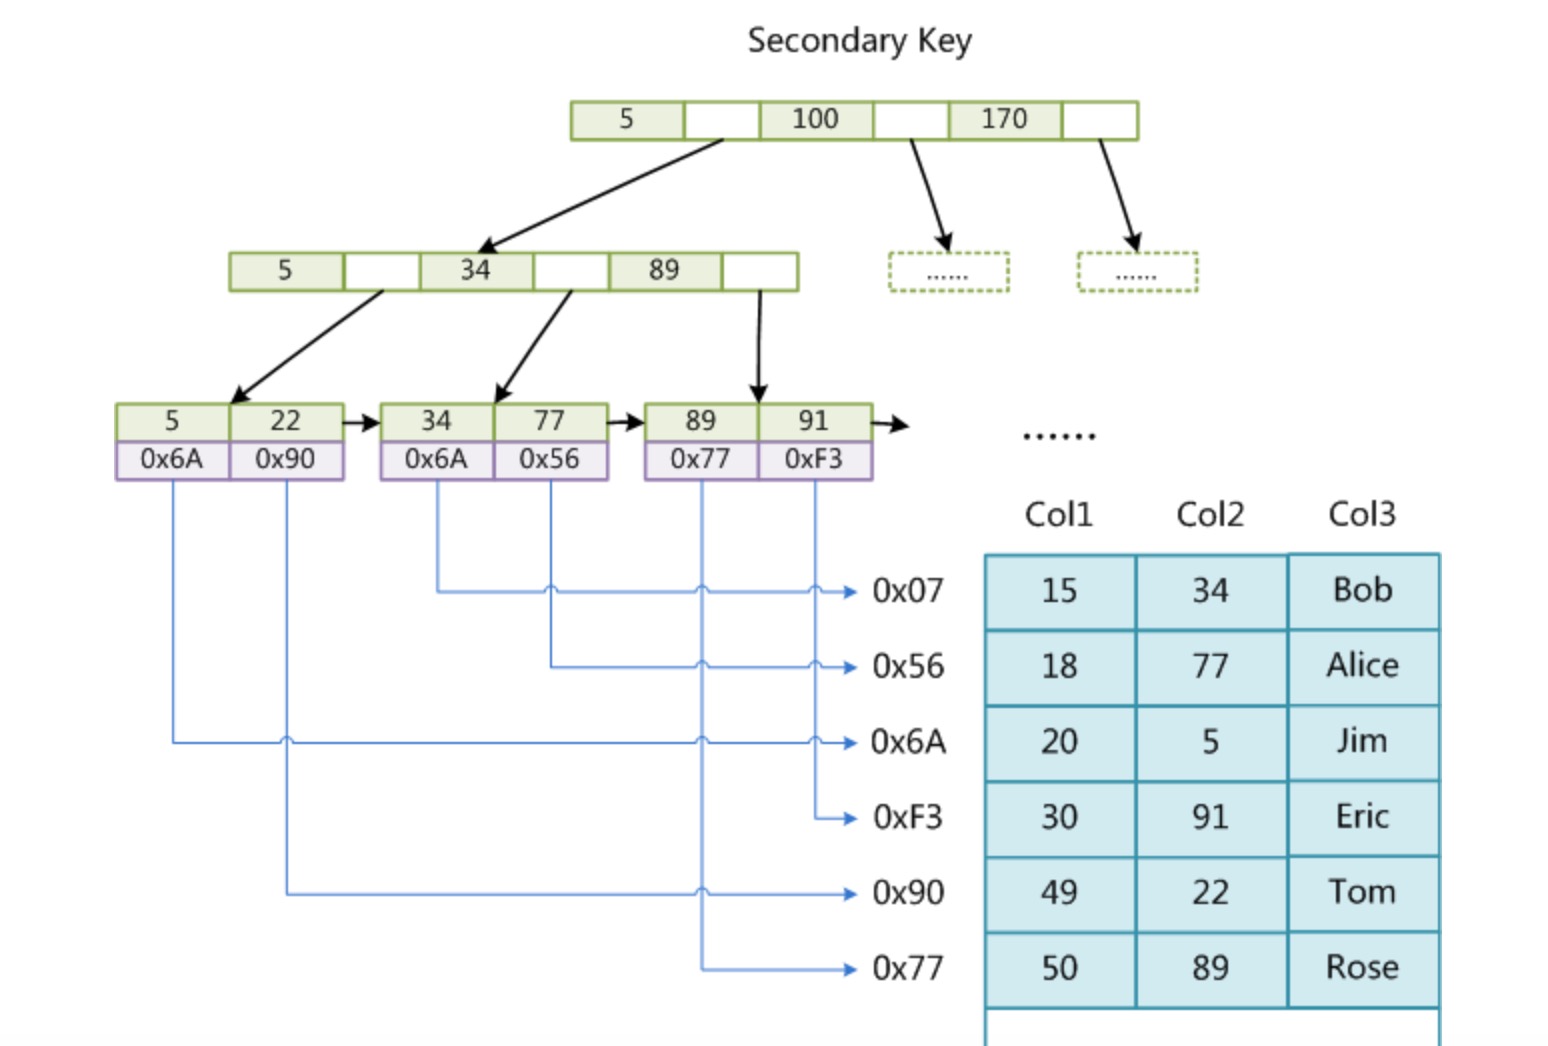 Secondary Key
5 100 170
5 34 89 ...... ......
5 22 34 77 89 91
0x6A 0x90 0x6A 0x56 0x77 0xF3
......
Col1 Col2 Col3
0x07 15 34 Bob
0x56 18 77 Alice
0x6A 20 5 Jim
0xF3 30 91 Eric
0x90 49 22 Tom
0x77 50 89 Rose